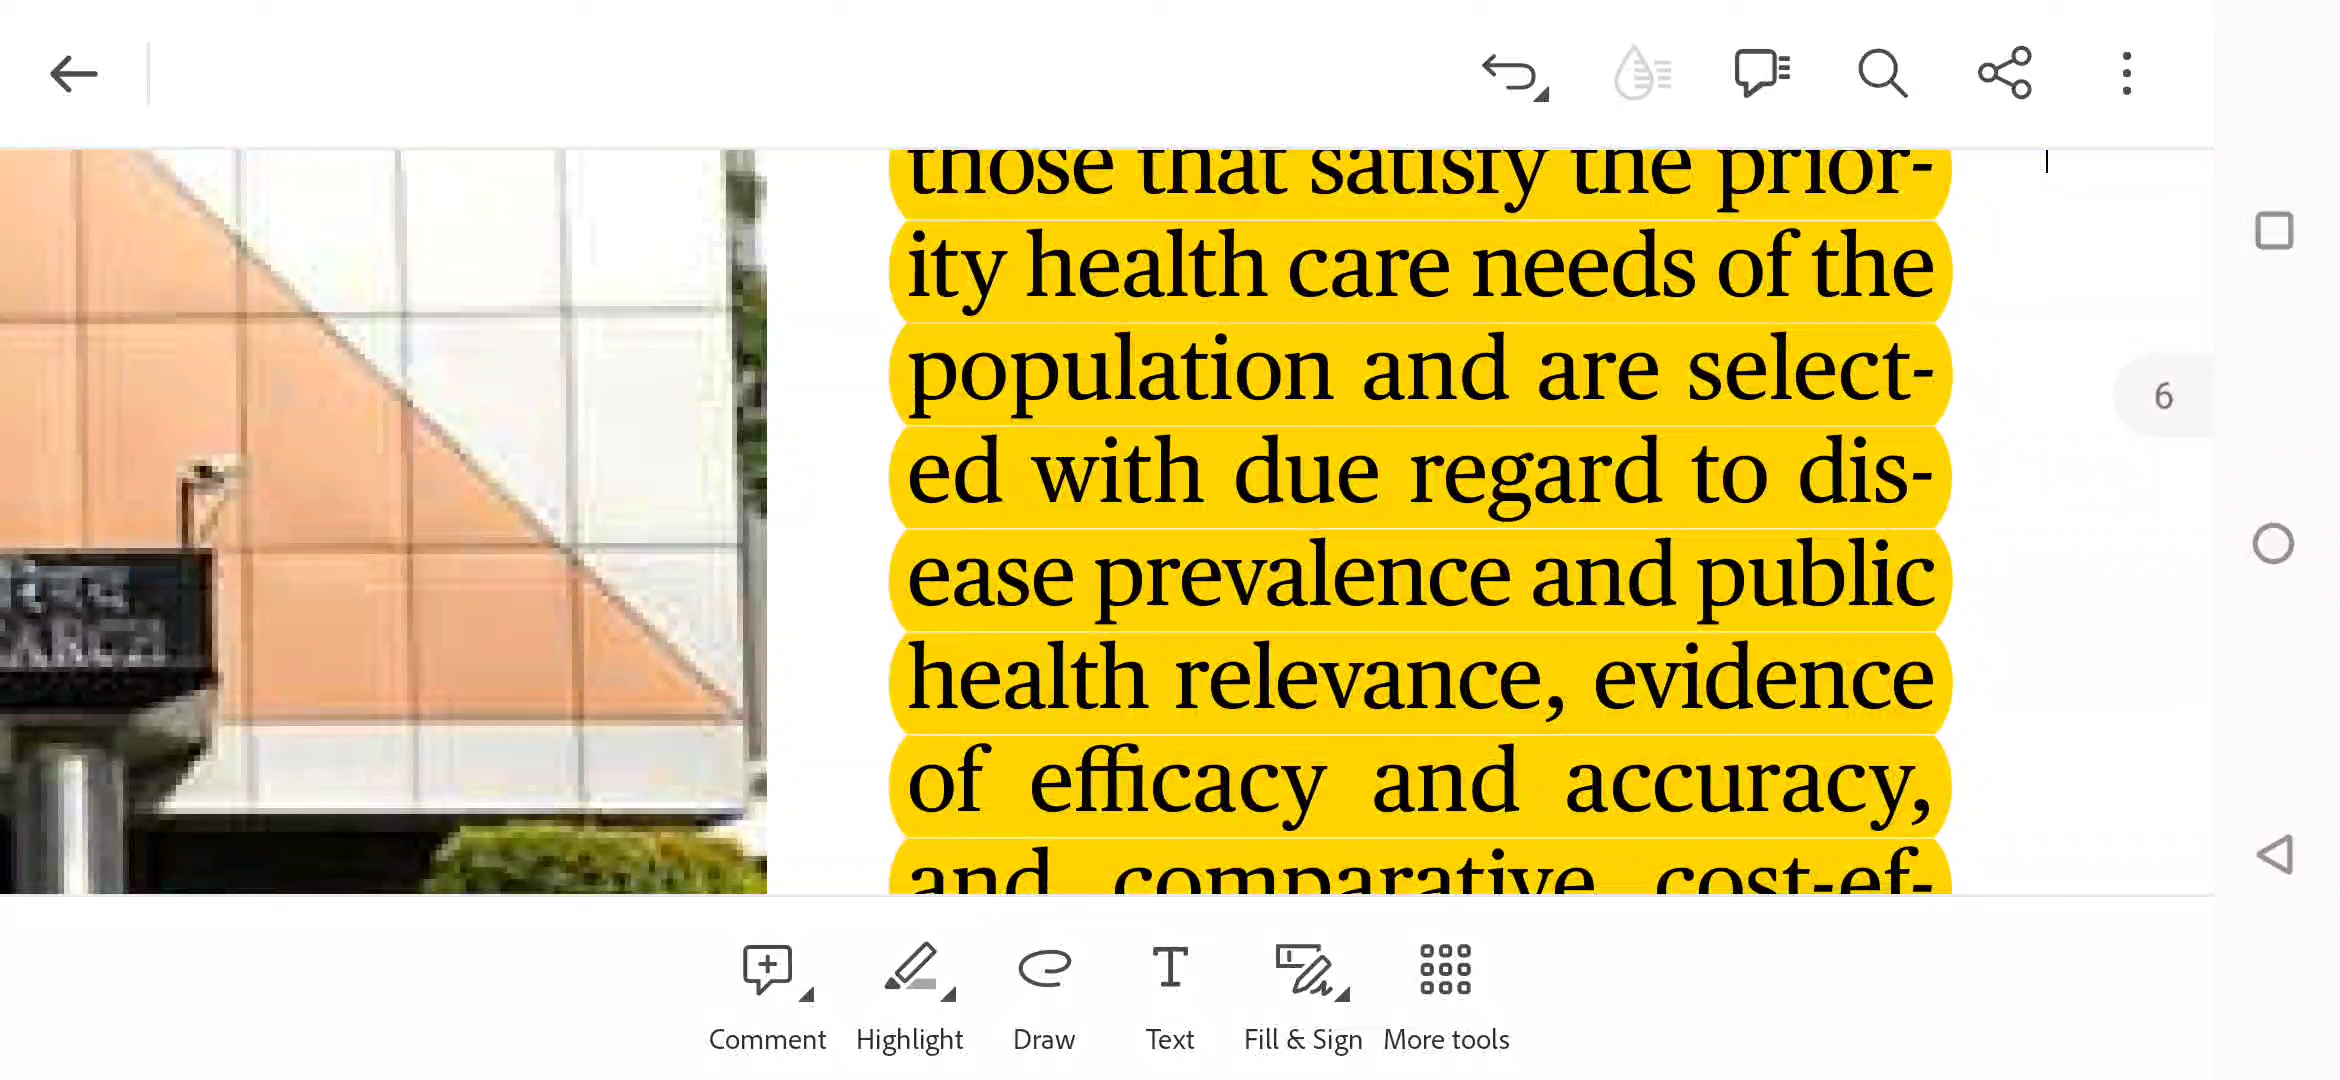 those that satisfy the prior-
ity health care needs of the
population and are select-
ed with due regard to dis-
ease prevalence and public
health relevance, evidence
of efficacy and accuracy,
and comparative cost-ef-
6
Comment
Highlight
Draw
Text
Fill & Sign
More tools